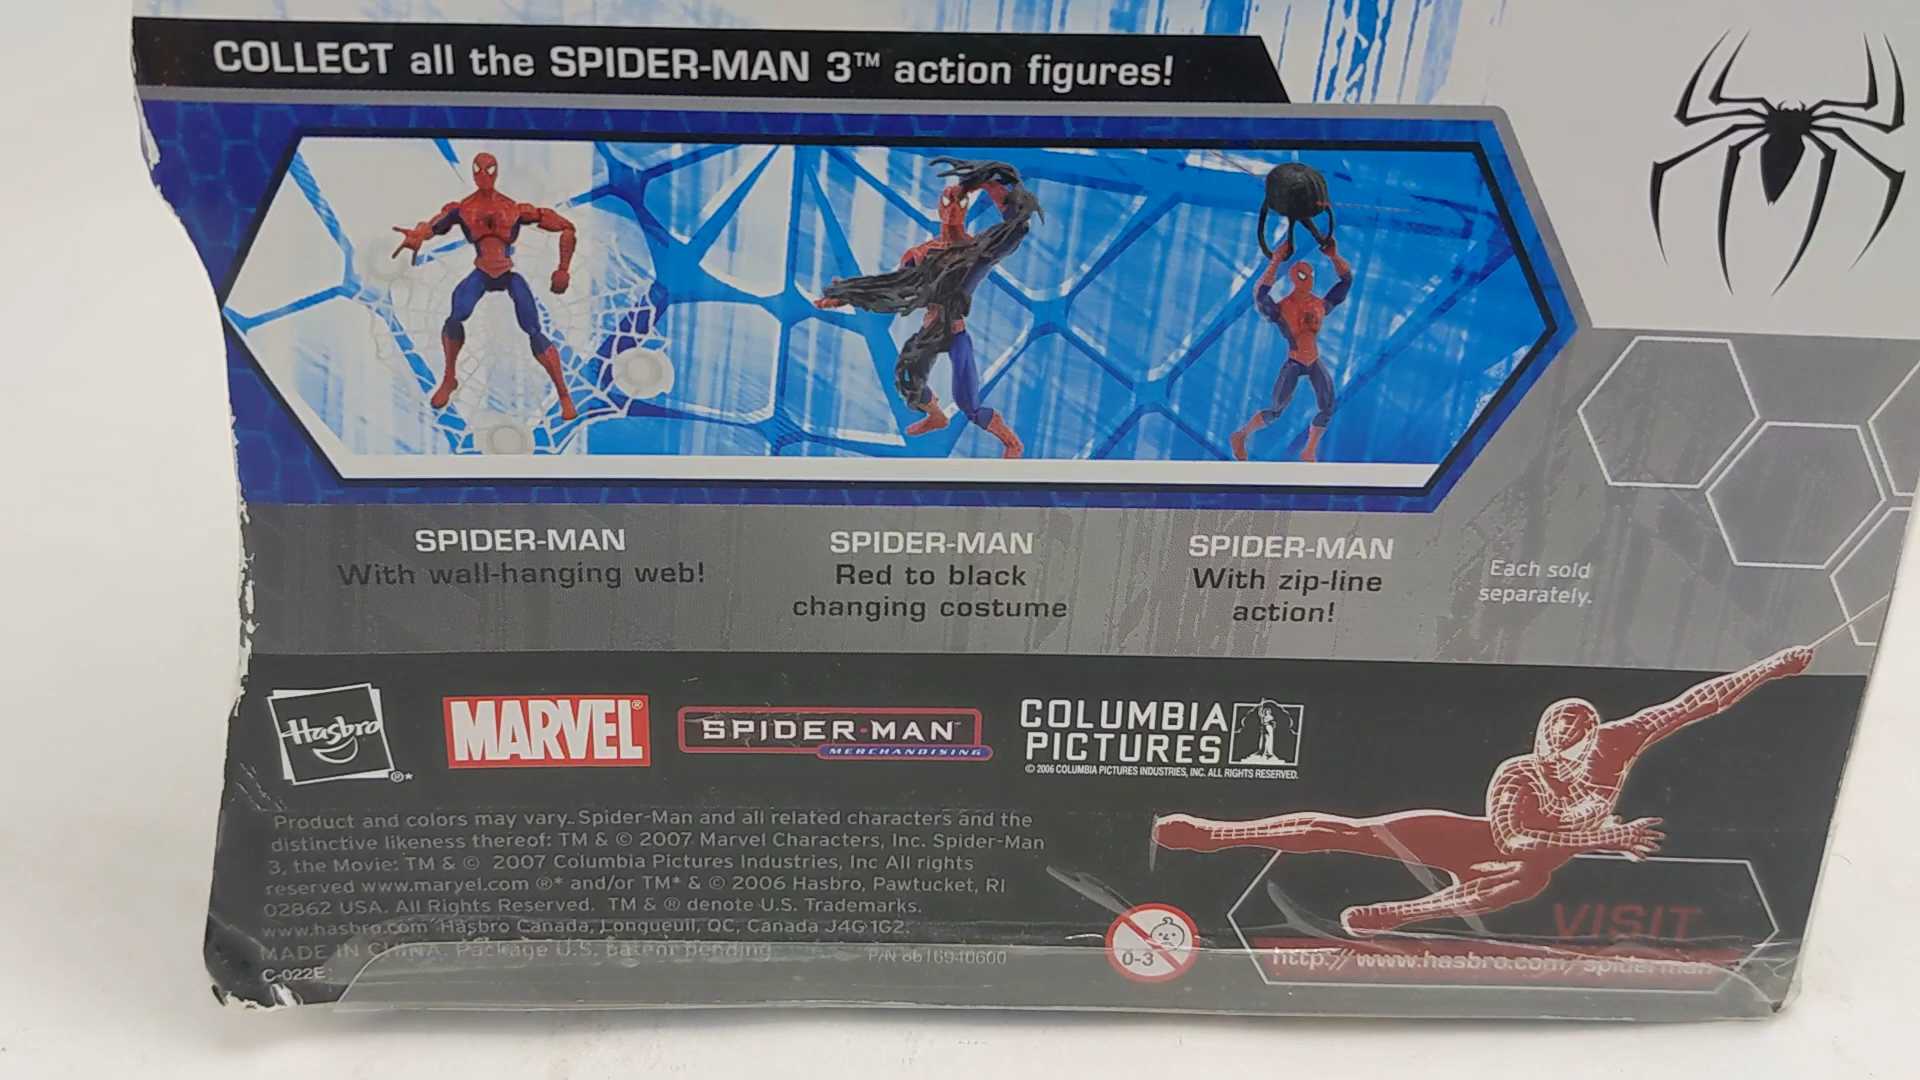 COLLECT all the SPIDER-MAN 3™ action figures!
SPIDER-MAN
With wall-hanging web!
SPIDER-MAN
Red to black
changing costume
SPIDER-MAN
With zip-line
action!
Each sold
separately.
Hasbro ®*
MARVEL®
SPIDER-MAN™
MERCHANDISING
COLUMBIA
PICTURES
© 2006 COLUMBIA PICTURES INDUSTRIES, INC. ALL RIGHTS RESERVED.
Product and colors may vary. Spider-Man and all related characters and the
distinctive likeness thereof: TM & © 2007 Marvel Characters, Inc. Spider-Man
3, the Movie: TM & © 2007 Columbia Pictures Industries, Inc All rights
reserved www.marvel.com ®* and/or TM* & © 2006 Hasbro, Pawtucket, RI
02862 USA. All Rights Reserved. TM & ® denote U.S. Trademarks.
www.hasbro.com Hasbro Canada, Longueuil, QC, Canada J4G 1G2.
MADE IN CHINA. Package U.S. patent pending
P/N 6616940600
C-022E
0-3
VISIT
http://www.hasbro.com/spiderman